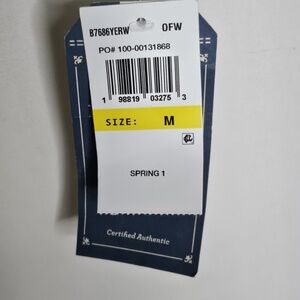 B7686YERW OFW
PO# 100-00131868
1 98819 03275 3
SIZE: M
SPRING 1
Certified Authentic